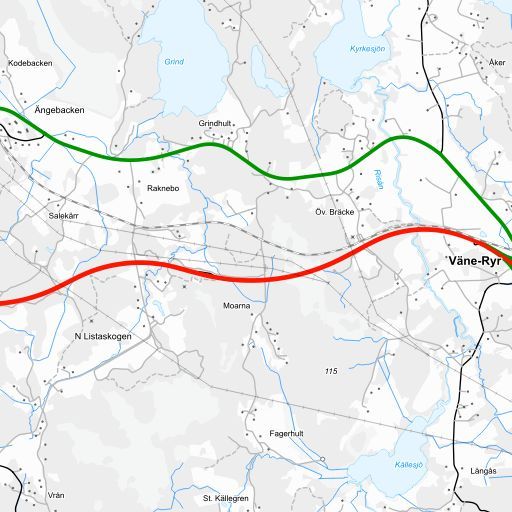 Kyrkesjön
Kodebacken
Grind
Åker
Ängebacken
Grindhult
Raknebo
Risån
Salekärr
Öv. Bräcke
Väne-Ryr
Moarna
N Listaskogen
115
Fagerhult
Kållesjö
Långås
Vrån
St. Källegren